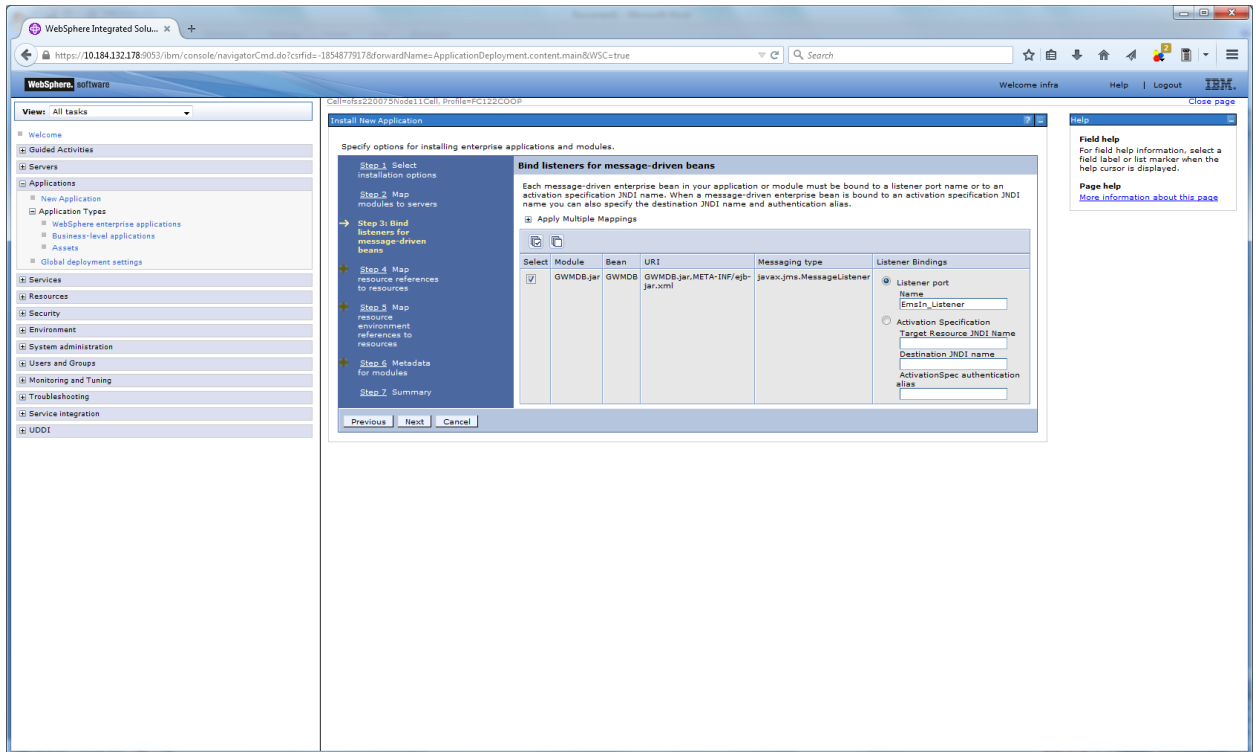 WebSphere Integrated Solu... × +
https://10.184.132.178:9053/ibm/console/navigatorCmd.do?csrfid=-1854877917&forwardName=ApplicationDeployment.content.main&WSC=true
Search
2
WebSphere. software
Welcome infra
Help | Logout
IBM.
View: All tasks
Welcome
Guided Activities
Servers
Applications
New Application
Application Types
WebSphere enterprise applications
Business-level applications
Assets
Global deployment settings
Services
Resources
Security
Environment
System administration
Users and Groups
Monitoring and Tuning
Troubleshooting
Service integration
UDDI
Cell=ofss220075Node11Cell, Profile=FC122COOP
Close page
Install New Application
Specify options for installing enterprise applications and modules.
Step 1 Select
installation options
Step 2 Map
modules to servers
Step 3: Bind
listeners for
message-driven
beans
Step 4 Map
resource references
to resources
Step 5 Map
resource
environment
references to
resources
Step 6 Metadata
for modules
Step 7 Summary
Bind listeners for message-driven beans
Each message-driven enterprise bean in your application or module must be bound to a listener port name or to an
activation specification JNDI name. When a message-driven enterprise bean is bound to an activation specification JNDI
name you can also specify the destination JNDI name and authentication alias.
Apply Multiple Mappings
Select Module Bean URI Messaging type Listener Bindings
GWMDB.jar GWMDB GWMDB.jar,META-INF/ejb-
jar.xml
javax.jms.MessageListener
Listener port
Name
EmsIn_Listener
Activation Specification
Target Resource JNDI Name
Destination JNDI name
ActivationSpec authentication
alias
Previous Next Cancel
Help
Field help
For field help information, select a
field label or list marker when the
help cursor is displayed.
Page help
More information about this page